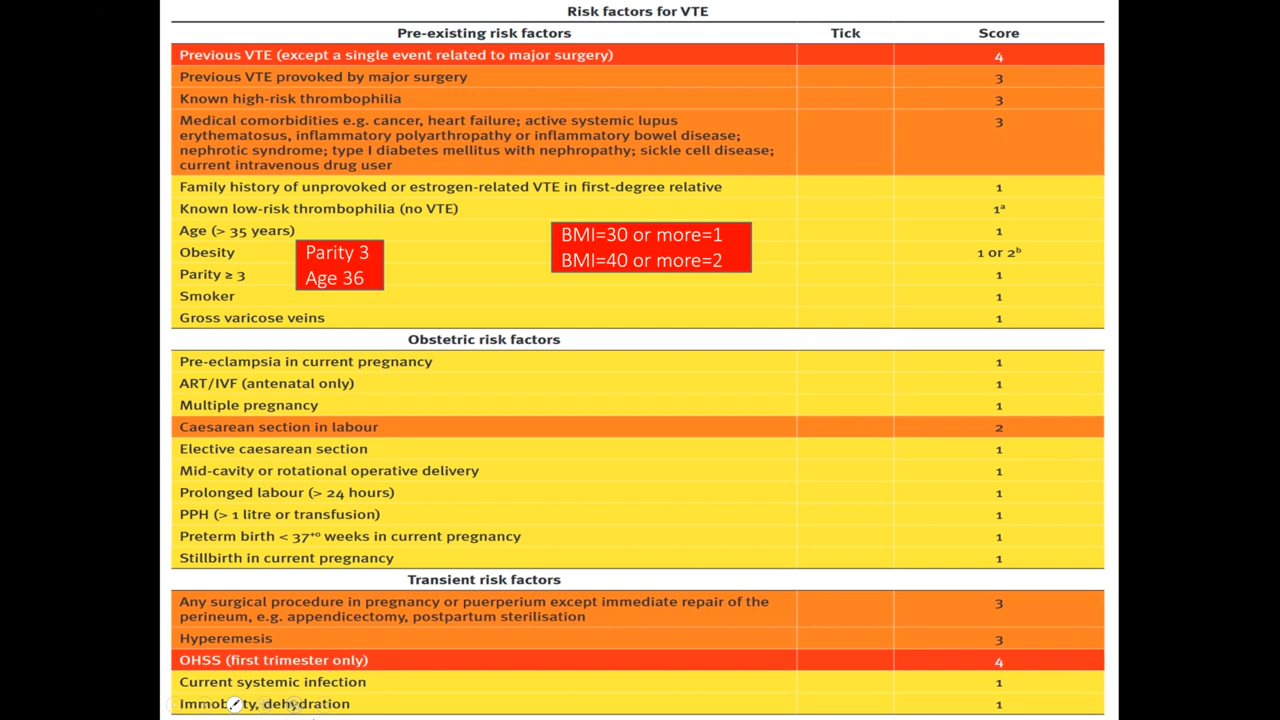 Risk factors for VTE
Pre-existing risk factors Tick Score
Previous VTE (except a single event related to major surgery) 4
Previous VTE provoked by major surgery 3
Known high-risk thrombophilia 3
Medical comorbidities e.g. cancer, heart failure; active systemic lupus 3
erythematosus, inflammatory polyarthropathy or inflammatory bowel disease;
nephrotic syndrome; type I diabetes mellitus with nephropathy; sickle cell disease;
current intravenous drug user
Family history of unprovoked or estrogen-related VTE in first-degree relative 1
Known low-risk thrombophilia (no VTE) 1ª
Age (> 35 years) 1
BMI=30 or more=1
BMI=40 or more=2
Obesity 1 or 2ᵇ
Parity 3
Age 36
Parity ≥ 3 1
Smoker 1
Gross varicose veins 1
Obstetric risk factors
Pre-eclampsia in current pregnancy 1
ART/IVF (antenatal only) 1
Multiple pregnancy 1
Caesarean section in labour 2
Elective caesarean section 1
Mid-cavity or rotational operative delivery 1
Prolonged labour (> 24 hours) 1
PPH (> 1 litre or transfusion) 1
Preterm birth < 37⁺⁰ weeks in current pregnancy 1
Stillbirth in current pregnancy 1
Transient risk factors
Any surgical procedure in pregnancy or puerperium except immediate repair of the 3
perineum, e.g. appendicectomy, postpartum sterilisation
Hyperemesis 3
OHSS (first trimester only) 4
Current systemic infection 1
Immobility, dehydration 1